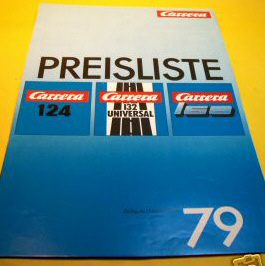 Carrera
PREISLISTE
Carrera
124
Carrera
132
UNIVERSAL
Carrera
160
79